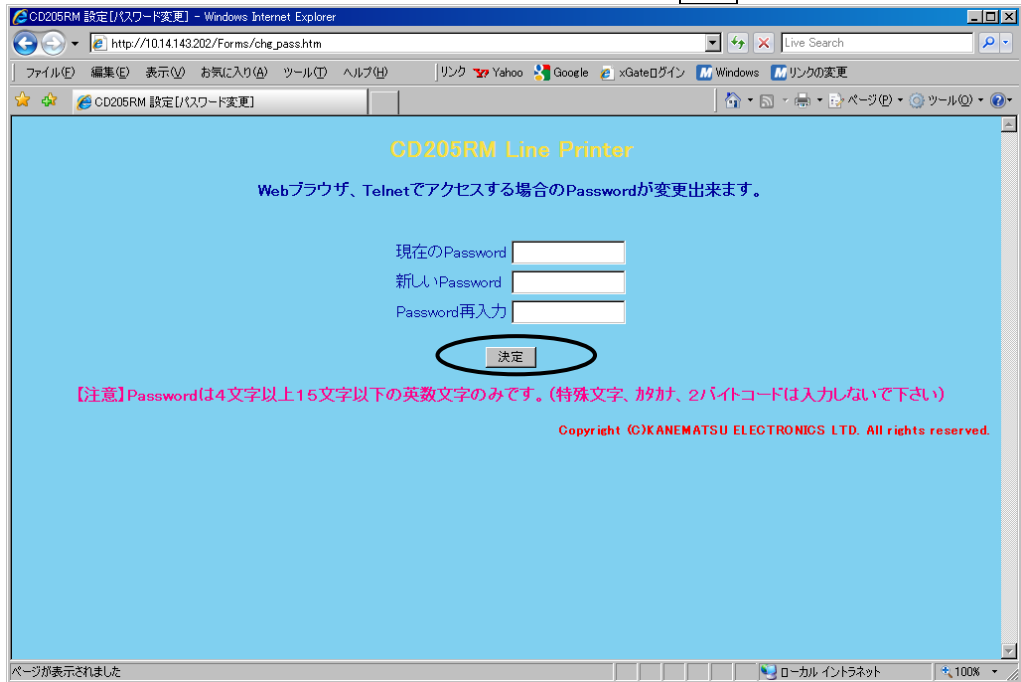 CD205RM 設定[パスワード変更] - Windows Internet Explorer
http://10.14.143.202/Forms/chg_pass.htm
Live Search
ファイル(F) 編集(E) 表示(V) お気に入り(A) ツール(T) ヘルプ(H) リンク Yahoo Google xGateログイン Windows リンクの変更
CD205RM 設定[パスワード変更] ページ(P) ツール(O)
CD205RM Line Printer
Webブラウザ、Telnetでアクセスする場合のPasswordが変更出来ます。
現在のPassword
新しいPassword
Password再入力
決定
【注意】Passwordは4文字以上15文字以下の英数文字のみです。(特殊文字、カタカナ、2バイトコードは入力しないで下さい)
Copyright (C)KANEMATSU ELECTRONICS LTD. All rights reserved.
ページが表示されました ローカル イントラネット 100%